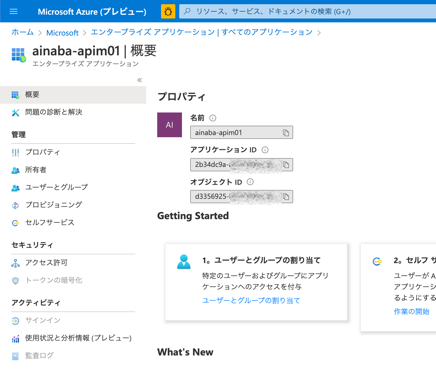 Microsoft Azure (プレビュー)
リソース、サービス、ドキュメントの検索 (G+/)
ホーム > Microsoft > エンタープライズ アプリケーション | すべてのアプリケーション >
ainaba-apim01 | 概要
エンタープライズ アプリケーション
«
概要
問題の診断と解決
管理
プロパティ
所有者
ユーザーとグループ
プロビジョニング
セルフサービス
セキュリティ
アクセス許可
トークンの暗号化
アクティビティ
サインイン
使用状況と分析情報 (プレビュー)
監査ログ
プロパティ
AI
名前
ainaba-apim01
アプリケーション ID
2b34dc9a-
オブジェクト ID
d3356925-
Getting Started
1。ユーザーとグループの割り当て
特定のユーザーおよびグループにアプリ
ケーションへのアクセスを付与
ユーザーとグループの割り当て
2。セルフ サ
ユーザーが A
リケーション
るようにする
作業の開始
What's New